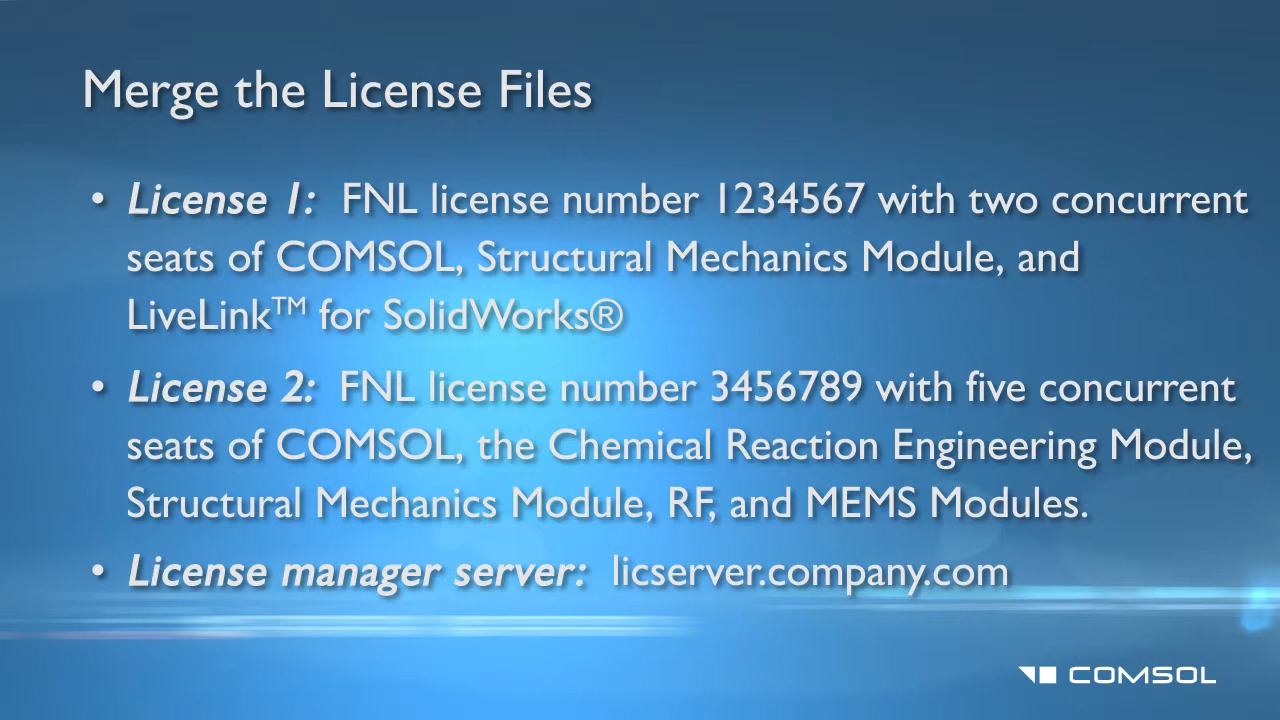 Merge the License Files
• License 1: FNL license number 1234567 with two concurrent
seats of COMSOL, Structural Mechanics Module, and
LiveLink™ for SolidWorks®
• License 2: FNL license number 3456789 with five concurrent
seats of COMSOL, the Chemical Reaction Engineering Module,
Structural Mechanics Module, RF, and MEMS Modules.
• License manager server: licserver.company.com
COMSOL